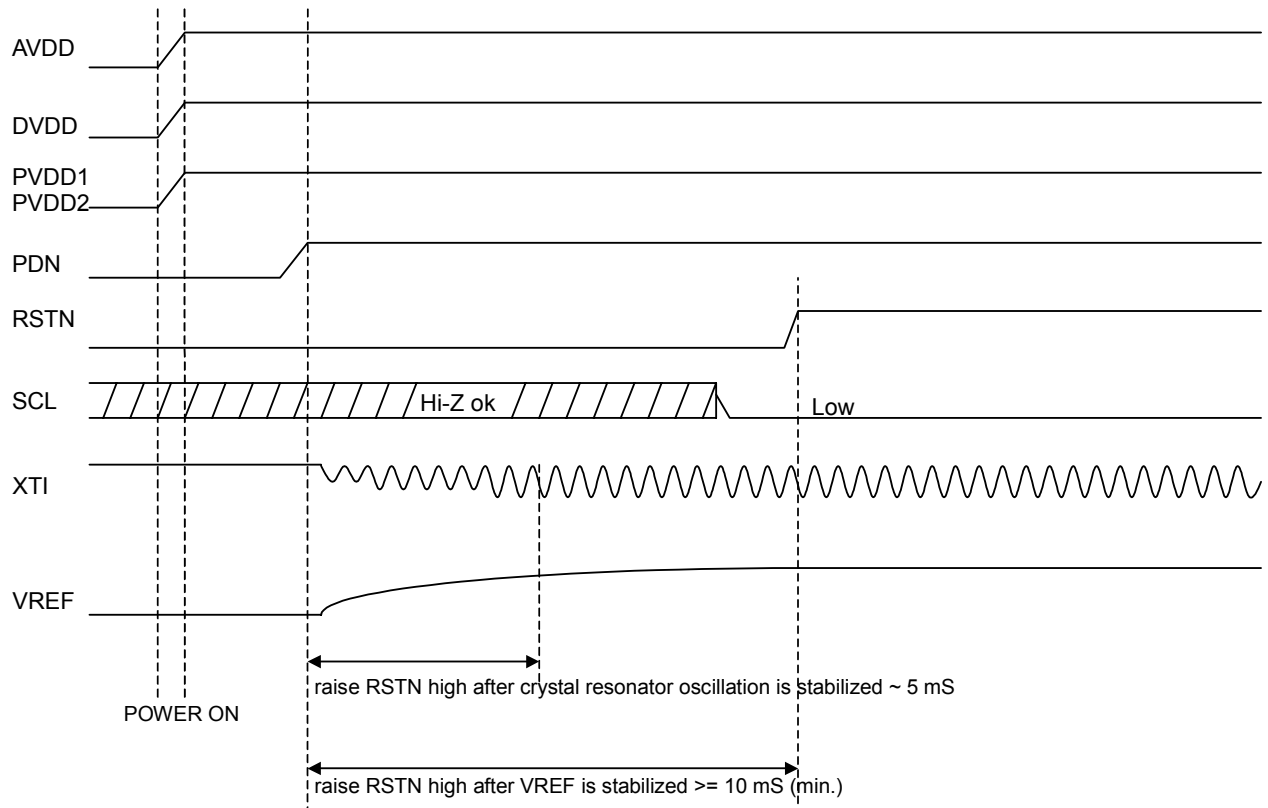 AVDD
DVDD
PVDD1
PVDD2
PDN
RSTN
SCL
Hi-Z ok
Low
XTI
VREF
raise RSTN high after crystal resonator oscillation is stabilized ~ 5 mS
POWER ON
raise RSTN high after VREF is stabilized >= 10 mS (min.)